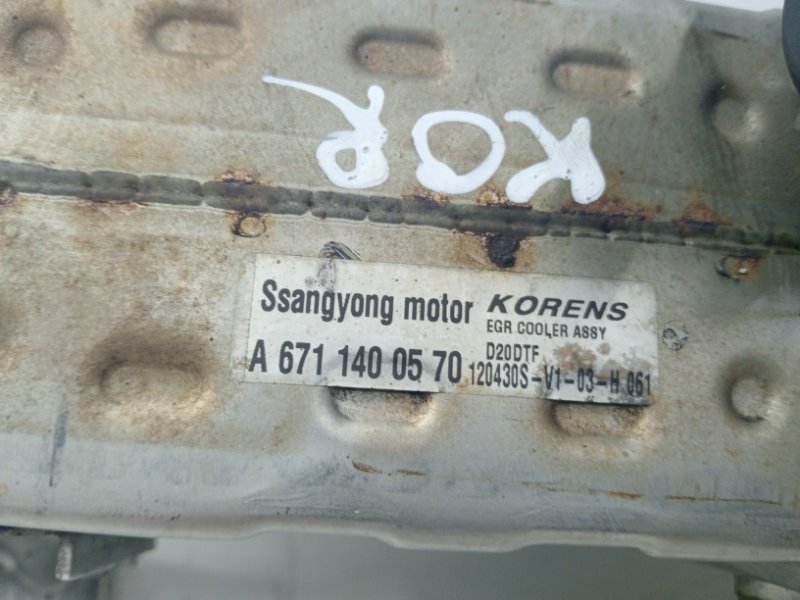 KOR
Ssangyong motor KORENS
EGR COOLER ASSY
D20DTF
A 671 140 05 70 120430S-V1-03-H 061